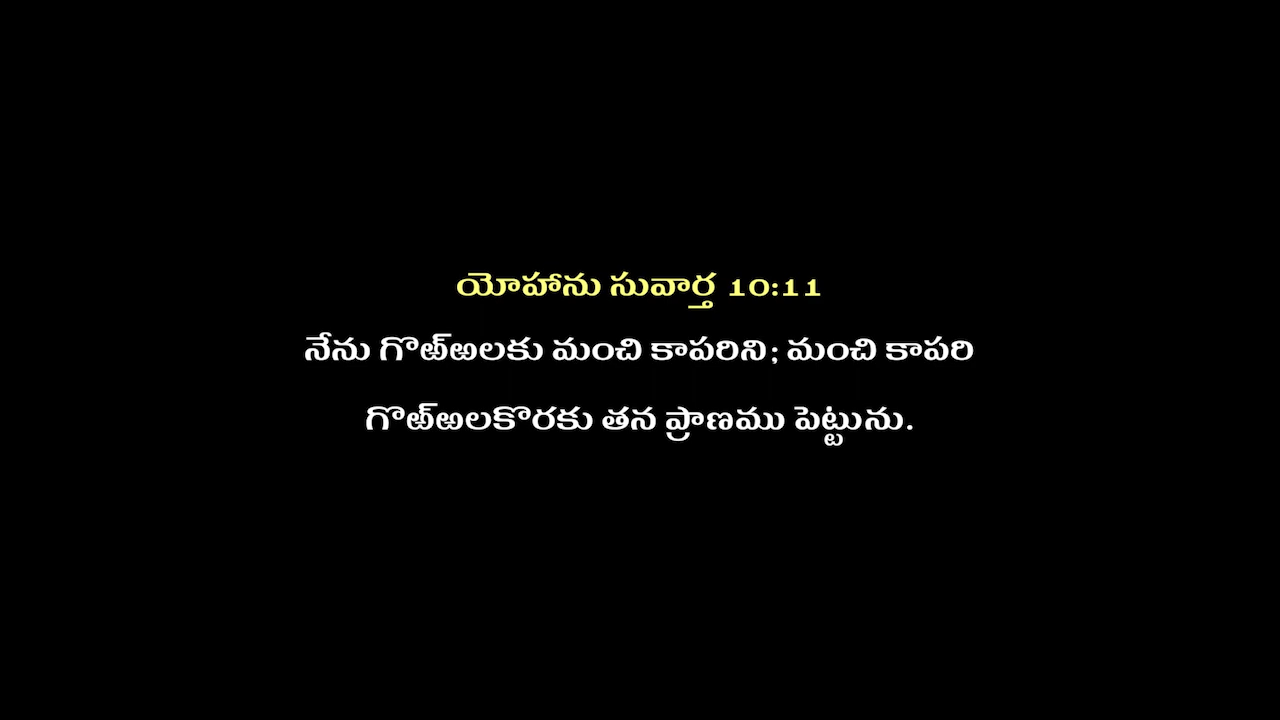 యోహాను సువార్త 10:11
నేను గొఱ్ఱలకు మంచి కాపరిని; మంచి కాపరి
గొఱ్ఱలకొరకు తన ప్రాణము పెట్టును.